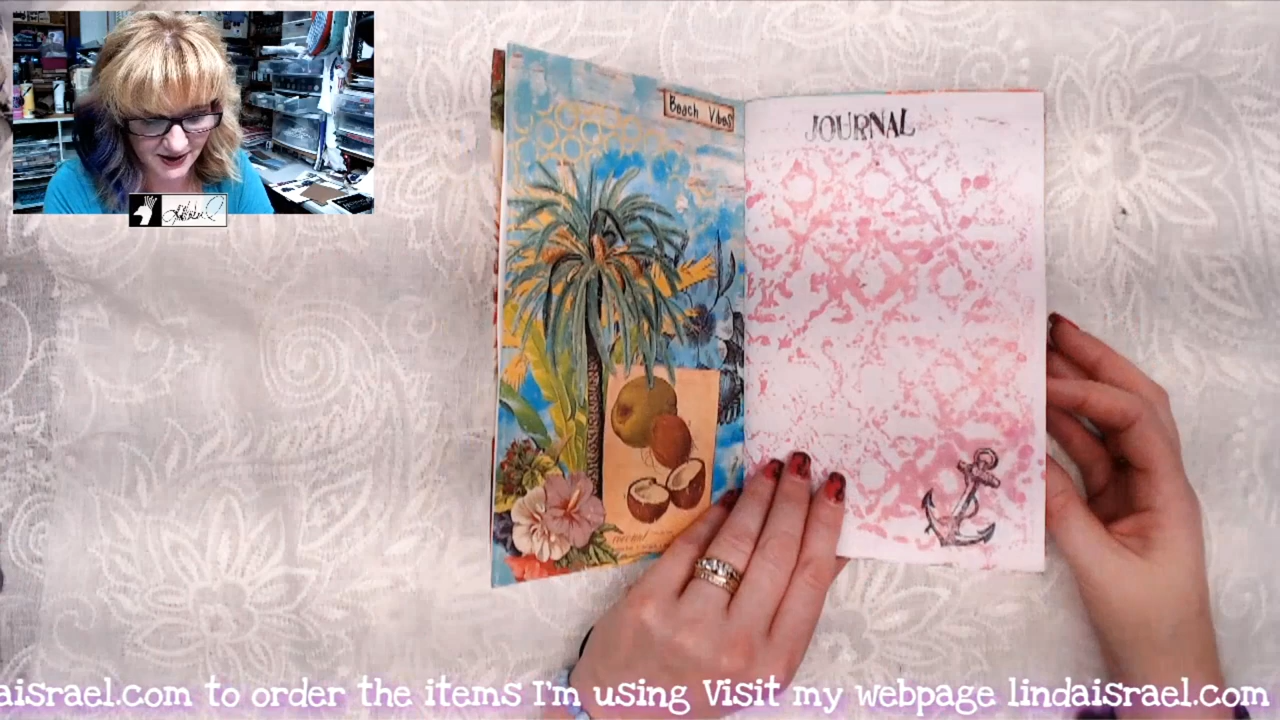 Beach Vibes
JOURNAL
aisrael.com to order the items I'm using Visit my webpage lindaisrael.com